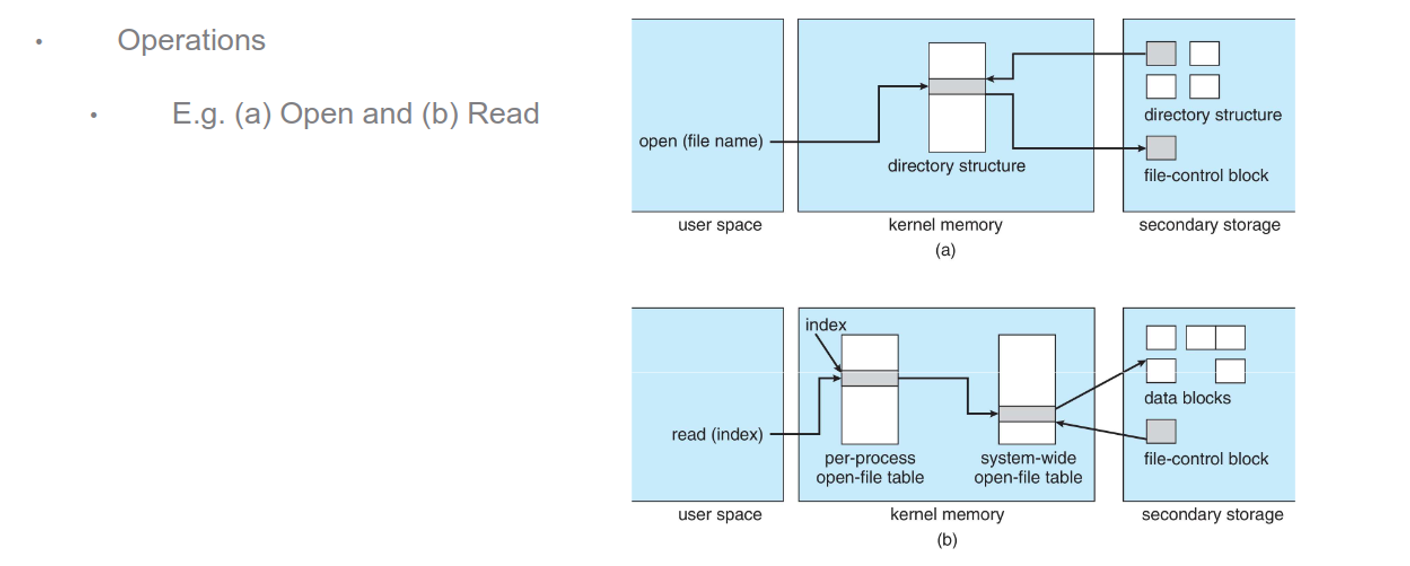 • Operations
• E.g. (a) Open and (b) Read
open (file name)
directory structure
directory structure
file-control block
user space
kernel memory
secondary storage
(a)
index
read (index)
per-process
open-file table
system-wide
open-file table
data blocks
file-control block
user space
kernel memory
secondary storage
(b)